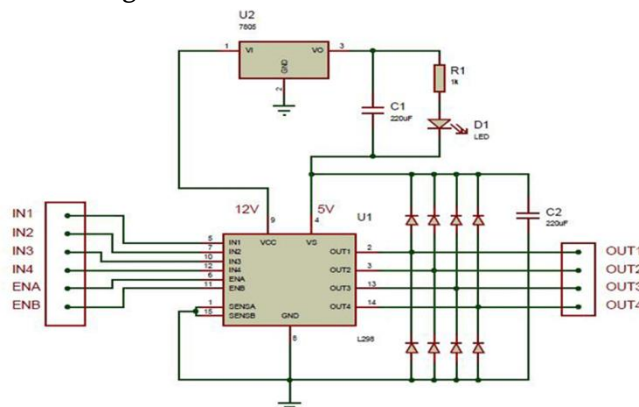 U2
7805
1
VI
VO
3
GND
2
R1
1k
C1
220uF
D1
LED
12V
5V
U1
9
4
C2
220uF
IN1
IN2
IN3
IN4
ENA
ENB
5
7
10
12
6
11
1
15
IN1
IN2
IN3
IN4
ENA
ENB
SENSA
SENSB
VCC
VS
OUT1
OUT2
OUT3
OUT4
GND
2
3
13
14
8
L298
OUT1
OUT2
OUT3
OUT4